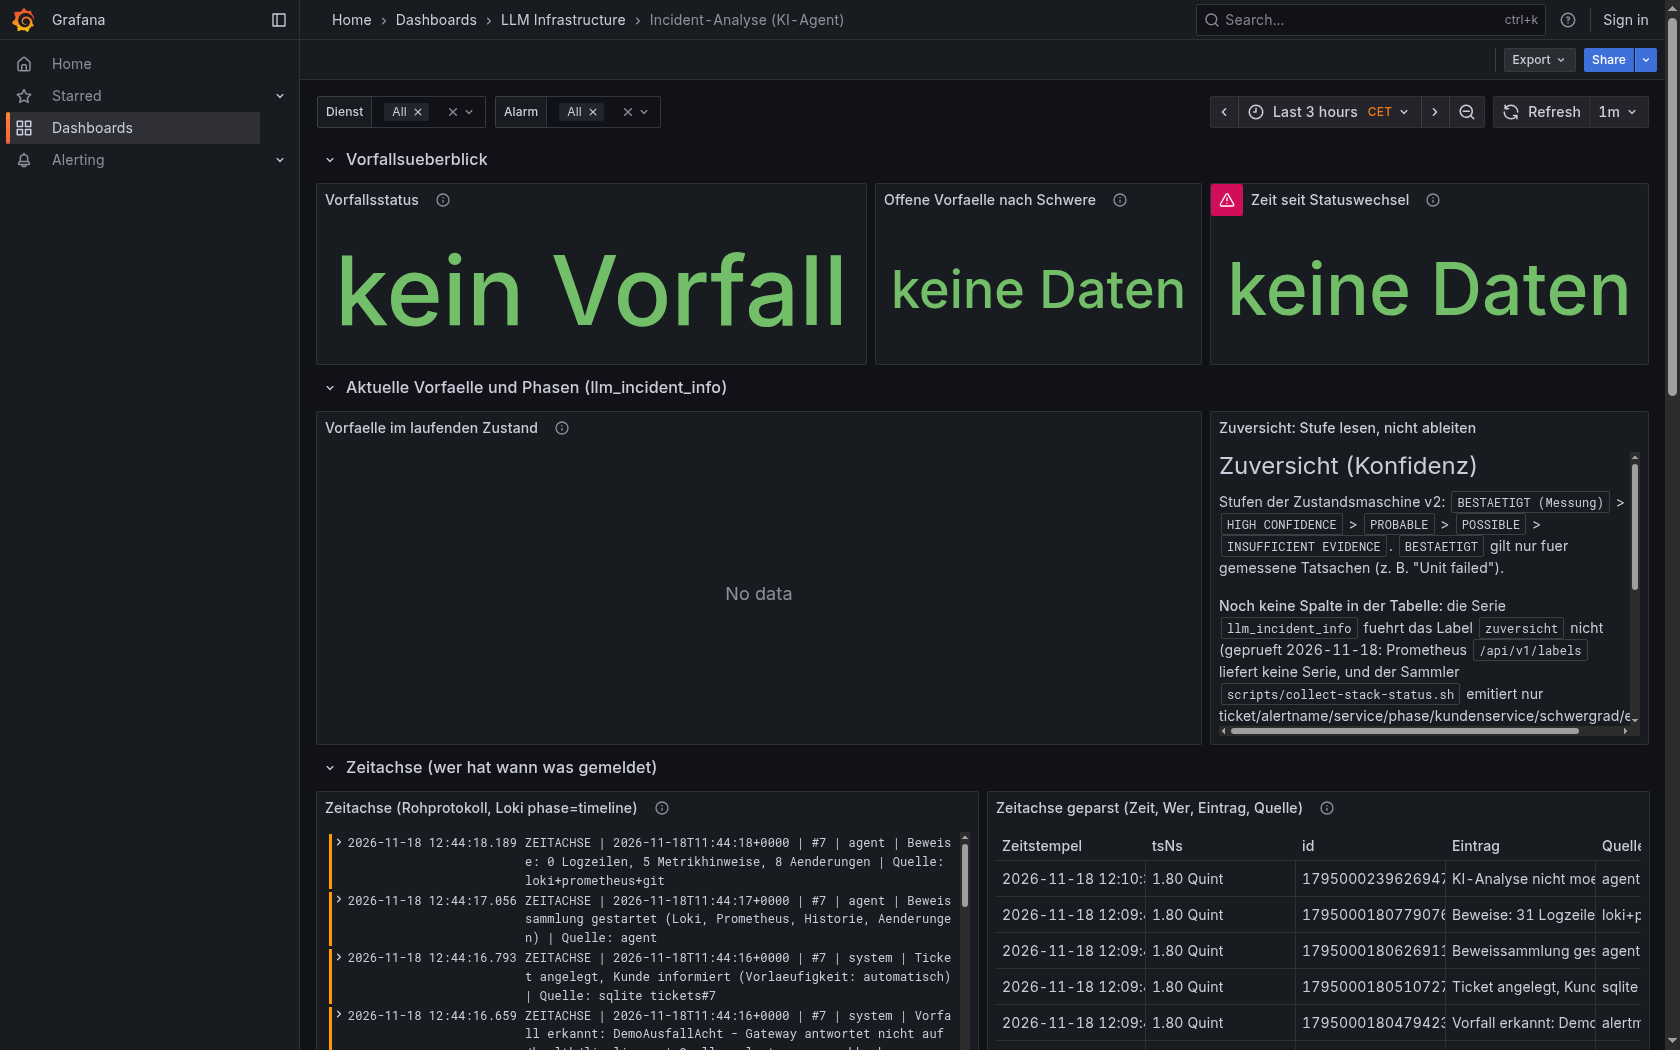 Grafana
Home
Starred
Dashboards
Alerting
Home › Dashboards › LLM Infrastructure › Incident-Analyse (KI-Agent)
Search... ctrl+k
Sign in
Export
Share
Dienst All
Alarm All
Last 3 hours CET
Refresh 1m
Vorfallsueberblick
Vorfallsstatus
kein Vorfall
Offene Vorfaelle nach Schwere
keine Daten
Zeit seit Statuswechsel
keine Daten
Aktuelle Vorfaelle und Phasen (llm_incident_info)
Vorfaelle im laufenden Zustand
No data
Zuversicht: Stufe lesen, nicht ableiten
Zuversicht (Konfidenz)
Stufen der Zustandsmaschine v2: BESTAETIGT (Messung) >
HIGH CONFIDENCE > PROBABLE > POSSIBLE >
INSUFFICIENT EVIDENCE . BESTAETIGT gilt nur fuer
gemessene Tatsachen (z. B. "Unit failed").
Noch keine Spalte in der Tabelle: die Serie
llm_incident_info fuehrt das Label zuversicht nicht
(geprueft 2026-11-18: Prometheus /api/v1/labels
liefert keine Serie, und der Sammler
scripts/collect-stack-status.sh emitiert nur
ticket/alertname/service/phase/kundenservice/schwergrad/e
Zeitachse (wer hat wann was gemeldet)
Zeitachse (Rohprotokoll, Loki phase=timeline)
2026-11-18 12:44:18.189 ZEITACHSE | 2026-11-18T11:44:18+0000 | #7 | agent | Beweis
e: 0 Logzeilen, 5 Metrikhinweise, 8 Aenderungen | Quelle:
loki+prometheus+git
2026-11-18 12:44:17.056 ZEITACHSE | 2026-11-18T11:44:17+0000 | #7 | agent | Beweis
sammlung gestartet (Loki, Prometheus, Historie, Aenderunge
n) | Quelle: agent
2026-11-18 12:44:16.793 ZEITACHSE | 2026-11-18T11:44:16+0000 | #7 | system | Ticke
t angelegt, Kunde informiert (Vorlaeufigkeit: automatisch)
| Quelle: sqlite tickets#7
2026-11-18 12:44:16.659 ZEITACHSE | 2026-11-18T11:44:16+0000 | #7 | system | Vorfa
ll erkannt: DemoAusfallAcht - Gateway antwortet nicht auf
Zeitachse geparst (Zeit, Wer, Eintrag, Quelle)
Zeitstempel tsNs id Eintrag Quelle
2026-11-18 12:10: 1.80 Quint 1795000239626947 KI-Analyse nicht moe agent
2026-11-18 12:09: 1.80 Quint 1795000180779076 Beweise: 31 Logzeile loki+p
2026-11-18 12:09: 1.80 Quint 1795000180626911 Beweissammlung ges agent
2026-11-18 12:09: 1.80 Quint 1795000180510727 Ticket angelegt, Kund sqlite
2026-11-18 12:09: 1.80 Quint 1795000180479423 Vorfall erkannt: Demo alertm